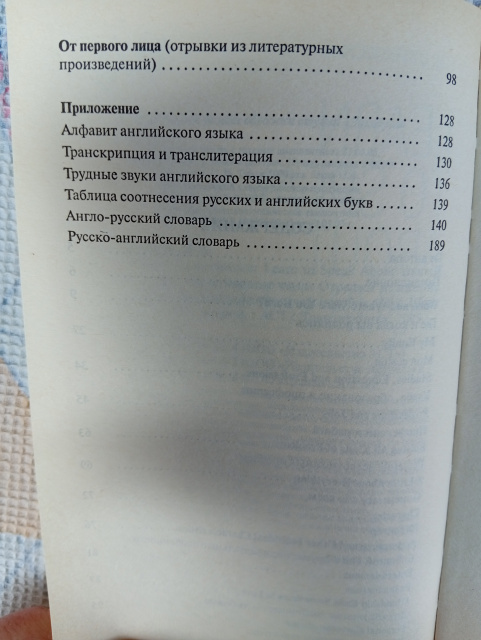 От первого лица (отрывки из литературных
произведений) 98
Приложение 128
Алфавит английского языка 128
Транскрипция и транслитерация 130
Трудные звуки английского языка 136
Таблица соотнесения русских и английских букв 139
Англо-русский словарь 140
Русско-английский словарь 189